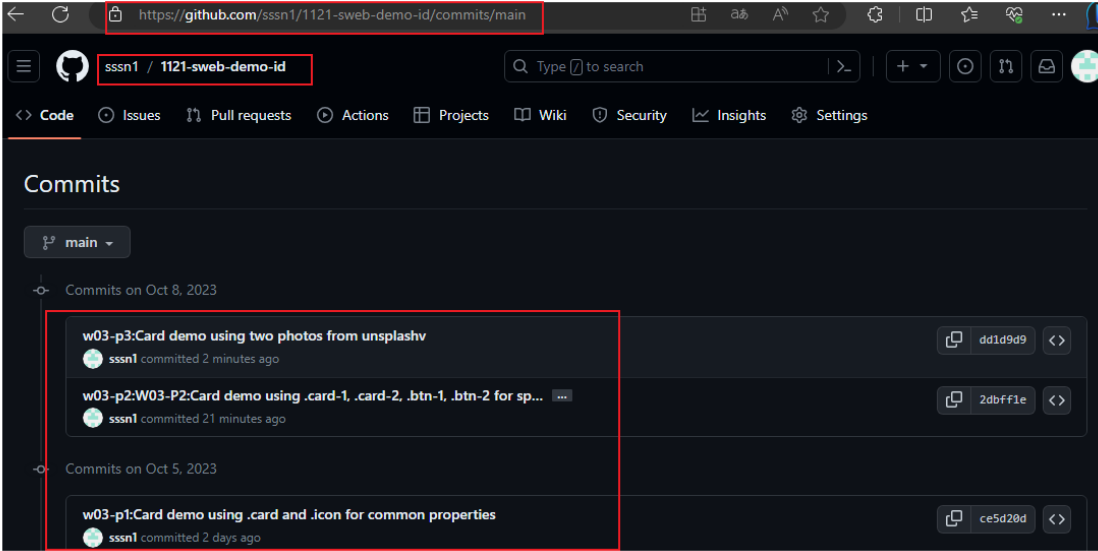 https://github.com/sssn1/1121-sweb-demo-id/commits/main
sssn1 / 1121-sweb-demo-id
Type / to search
Code
Issues
Pull requests
Actions
Projects
Wiki
Security
Insights
Settings
Commits
main
Commits on Oct 8, 2023
w03-p3:Card demo using two photos from unsplashv
dd1d9d9
sssn1 committed 2 minutes ago
w03-p2:W03-P2:Card demo using .card-1, .card-2, .btn-1, .btn-2 for sp... ...
2dbff1e
sssn1 committed 21 minutes ago
Commits on Oct 5, 2023
w03-p1:Card demo using .card and .icon for common properties
ce5d20d
sssn1 committed 2 days ago